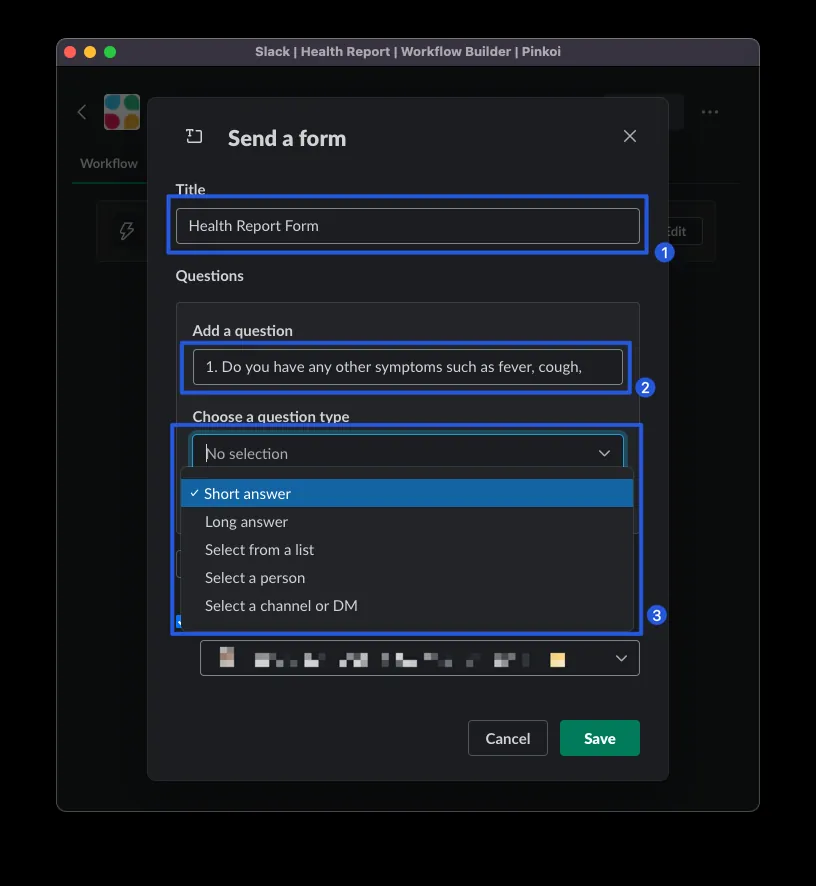 Slack | Health Report | Workflow Builder | Pinkoi
Send a form
Workflow
Title
Health Report Form
Edit
1
Questions
Add a question
1. Do you have any other symptoms such as fever, cough,
2
Choose a question type
No selection
✓ Short answer
Long answer
Select from a list
Select a person
Select a channel or DM
3
Cancel
Save